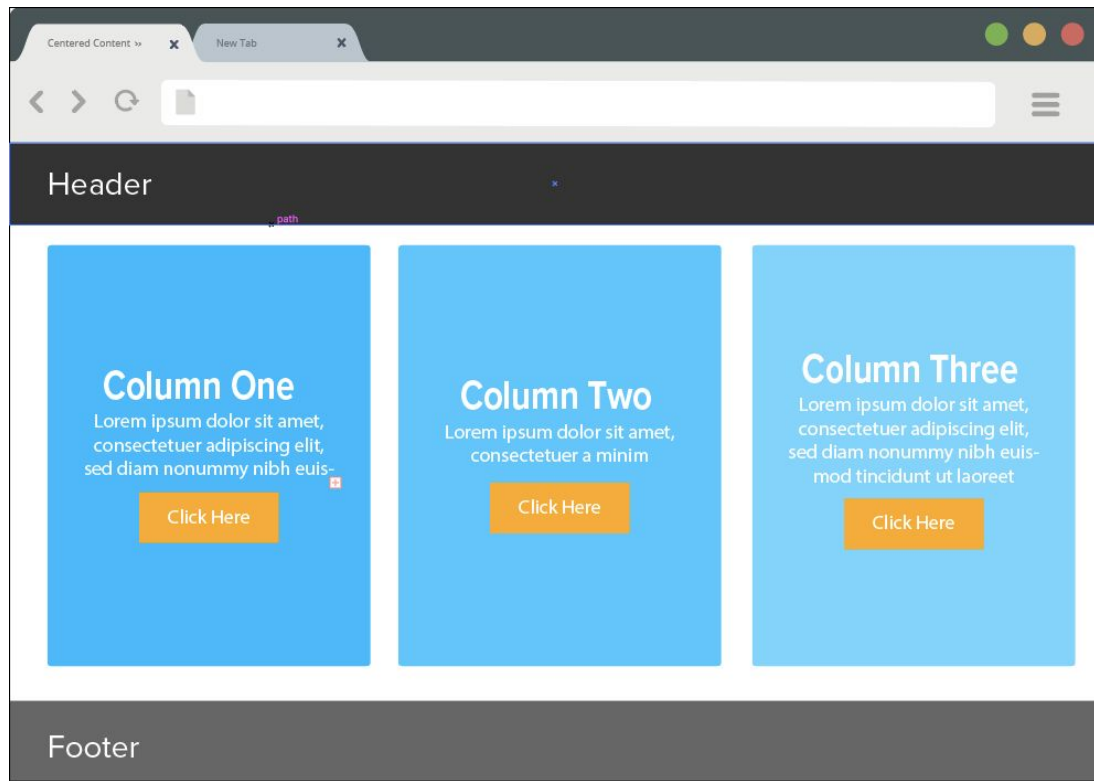 Centered Content »
New Tab
Header
path
Column One
Lorem ipsum dolor sit amet,
consectetuer adipiscing elit,
sed diam nonummy nibh euis-
Click Here
Column Two
Lorem ipsum dolor sit amet,
consectetuer a minim
Click Here
Column Three
Lorem ipsum dolor sit amet,
consectetuer adipiscing elit,
sed diam nonummy nibh euis-
mod tincidunt ut laoreet
Click Here
Footer